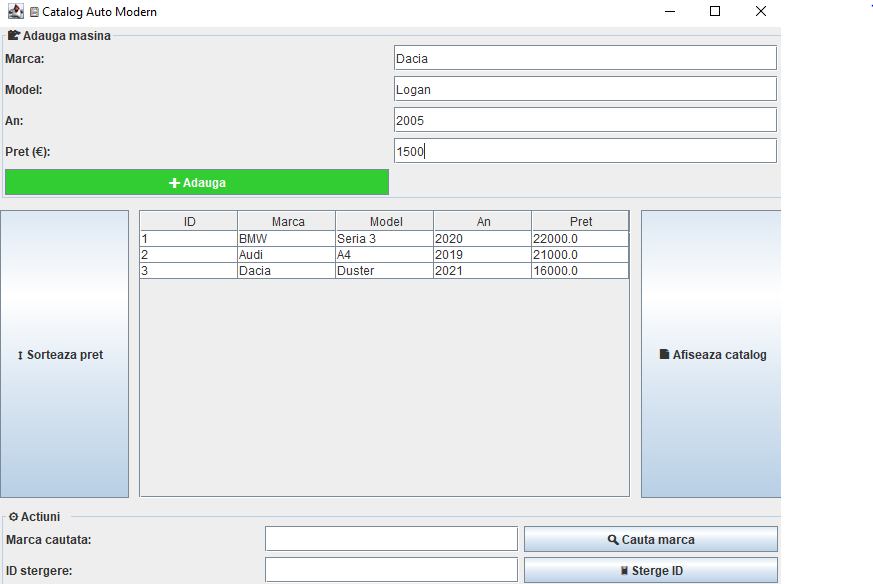 Catalog Auto Modern
Adauga masina
Marca: Dacia
Model: Logan
An: 2005
Pret (€): 1500
Adauga
ID Marca Model An Pret
1 BMW Seria 3 2020 22000.0
2 Audi A4 2019 21000.0
3 Dacia Duster 2021 16000.0
Sorteaza pret
Afiseaza catalog
Actiuni
Marca cautata: Cauta marca
ID stergere: Sterge ID